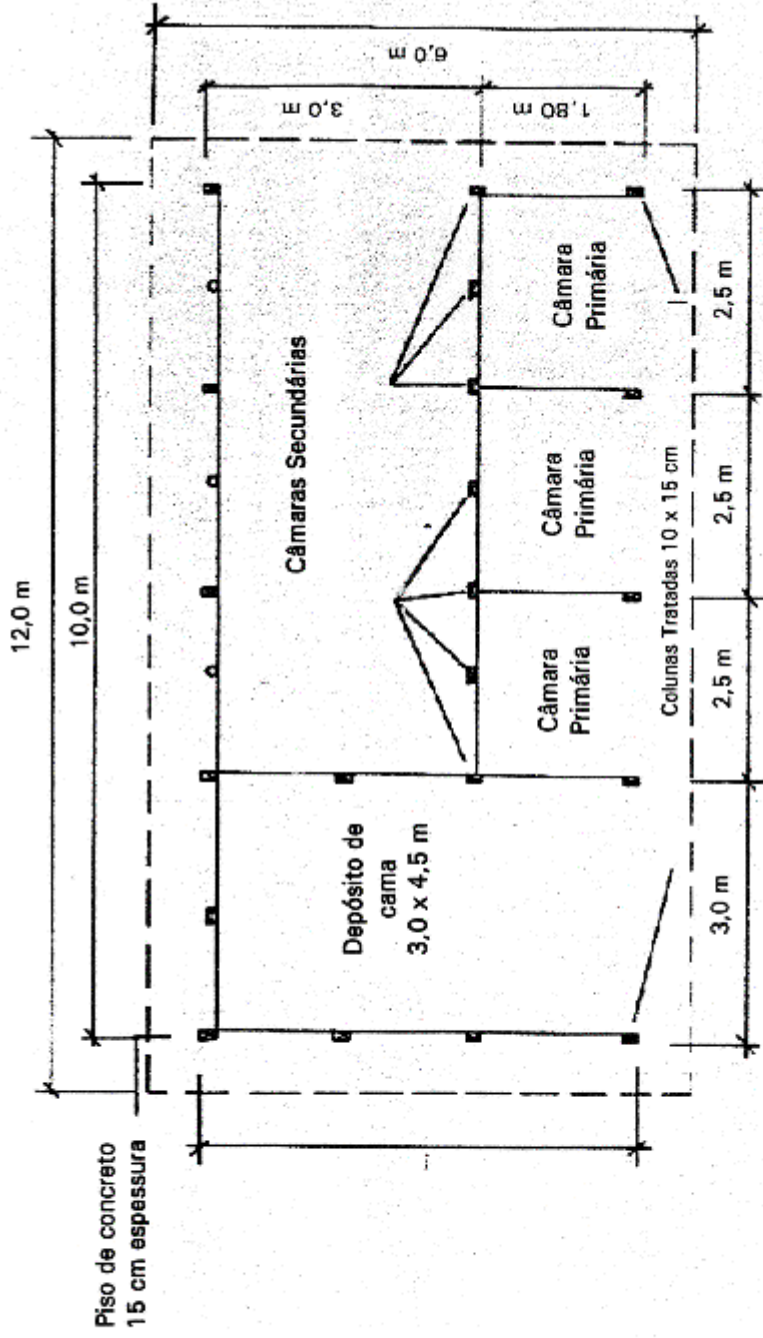 Piso de concreto
15 cm espessura
12,0 m
10,0 m
3,0 m
6,0 m
1,80 m
Câmaras Secundárias
Depósito de
cama
3,0 x 4,5 m
Câmara
Primária
Câmara
Primária
Câmara
Primária
Colunas Tratadas 10 x 15 cm
3,0 m
2,5 m
2,5 m
2,5 m